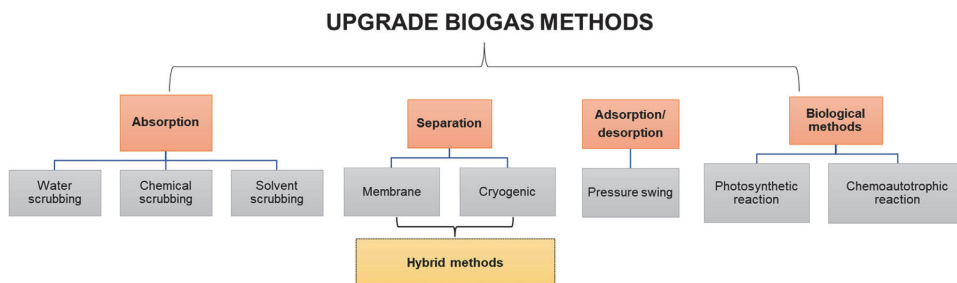 UPGRADE BIOGAS METHODS
Absorption
Separation
Adsorption/
desorption
Biological
methods
Water
scrubbing
Chemical
scrubbing
Solvent
scrubbing
Membrane
Cryogenic
Pressure swing
Photosynthetic
reaction
Chemoautotrophic
reaction
Hybrid methods